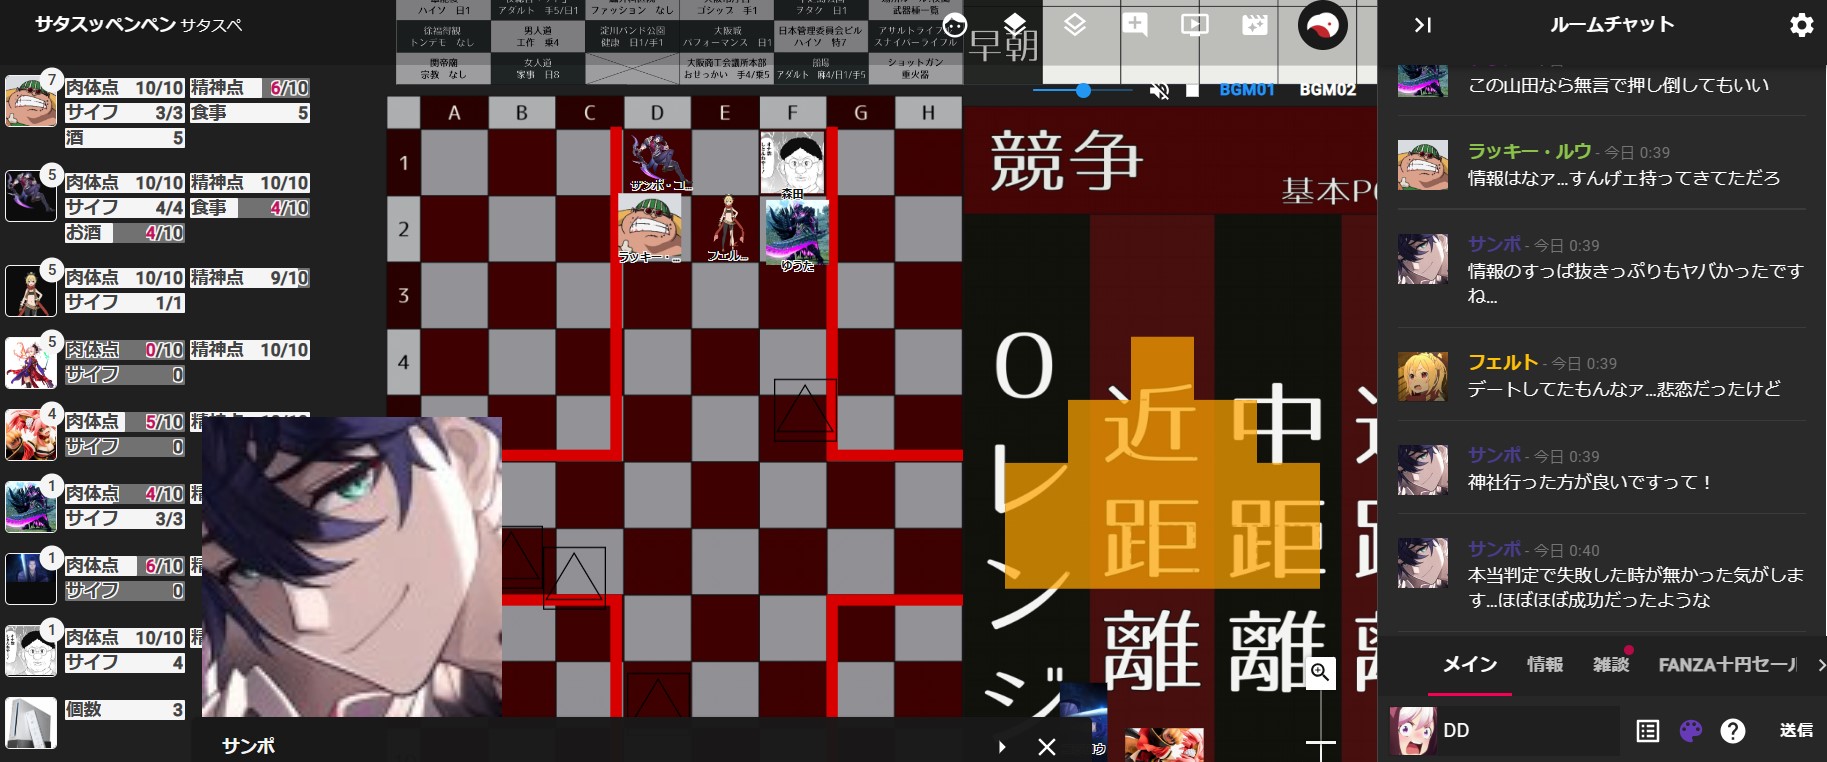 サタスッペンペン サタスペ
7
肉体点 10/10 精神点 6/10
サイフ 3/3 食事 5
酒 5
5
肉体点 10/10 精神点 10/10
サイフ 4/4 食事 4/10
お酒 4/10
5
肉体点 10/10 精神点 9/10
サイフ 1/1
5
肉体点 0/10 精神点 10/10
サイフ 0
4
肉体点 5/10
サイフ 0
1
肉体点 4/10
サイフ 3/3
1
肉体点 6/10
サイフ 0
1
肉体点 10/10
サイフ 4
個数 3
サンポ
ハイソ 日1
アダルト 手5/日1
ファッション なし
ゴシップ 手1
ヲタク 日1
武器種一覧
徐福得観
トンデモ なし
男人道
工作 乗4
淀川バンド公園
健康 日1/手1
大阪城
パフォーマンス 日1
日本管理委員会ビル
ハイソ 特7
アサルトライフル
スナイパーライフル
関帝廟
宗教 なし
女人道
家事 日8
大阪商工会議所本部
おせっかい 手4/乗5
アダルト 麻4/日1/手5
ショットガン
重火器
A B C D E F G H
1
2
3
4
サンポ・コ...
森田
ラッキー・...
フェル...
ゆうた
早朝
BGM01 BGM02
競争
基本P
0レンジ
近距離
中距離
ルームチャット
この山田なら無言で押し倒してもいい
ラッキー・ルウ - 今日 0:39
情報はなァ…すんげェ持ってきてただろ
サンポ - 今日 0:39
情報のすっぱ抜きっぷりもヤバかったです
ね…
フェルト - 今日 0:39
デートしてたもんなァ…悲恋だったけど
サンポ - 今日 0:39
神社行った方が良いですって！
サンポ - 今日 0:40
本当判定で失敗した時が無かった気がしま
す…ほぼほぼ成功だったような
メイン 情報 雑談 FANZA十円セール
DD
送信